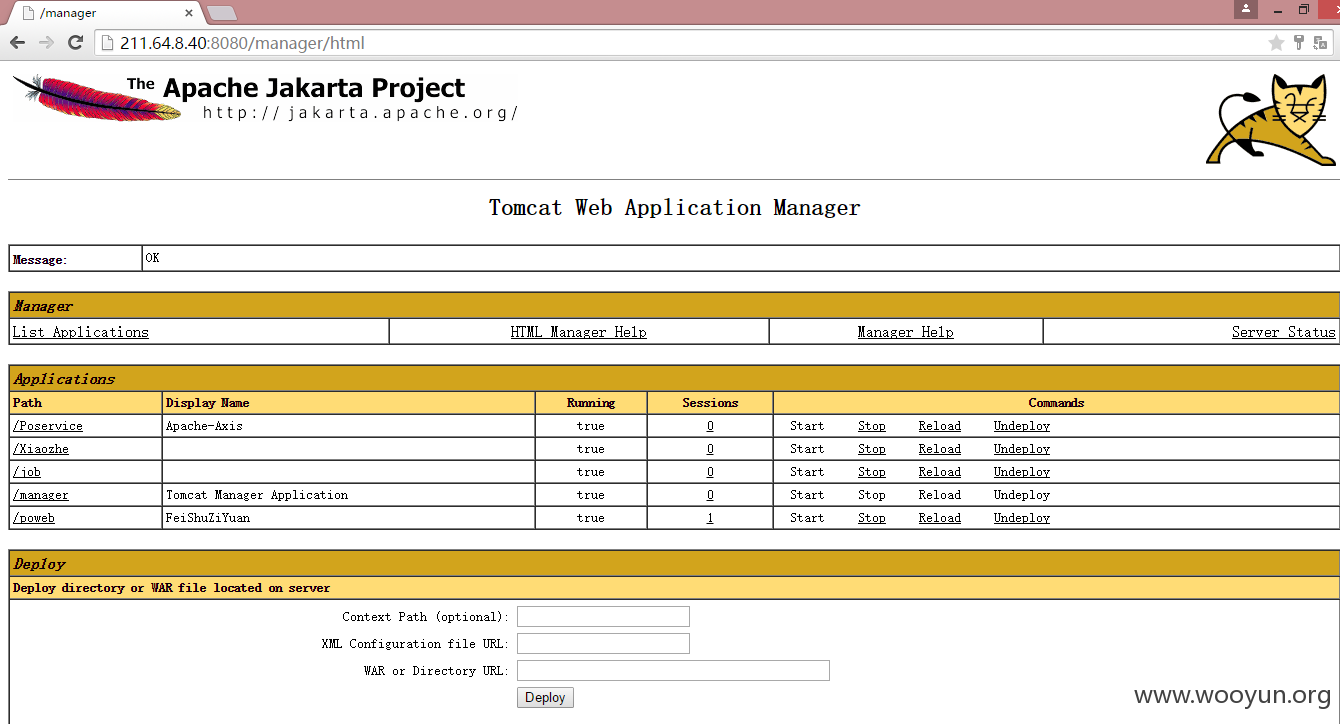 /manager
211.64.8.40:8080/manager/html
The Apache Jakarta Project
http://jakarta.apache.org/
Tomcat Web Application Manager
Message: OK
Manager
List Applications HTML Manager Help Manager Help Server Status
Applications
Path Display Name Running Sessions Commands
/Poservice Apache-Axis true 0 Start Stop Reload Undeploy
/Xiaozhe true 0 Start Stop Reload Undeploy
/job true 0 Start Stop Reload Undeploy
/manager Tomcat Manager Application true 0 Start Stop Reload Undeploy
/poweb FeiShuZiYuan true 1 Start Stop Reload Undeploy
Deploy
Deploy directory or WAR file located on server
Context Path (optional):
XML Configuration file URL:
WAR or Directory URL:
Deploy
www.wooyun.org